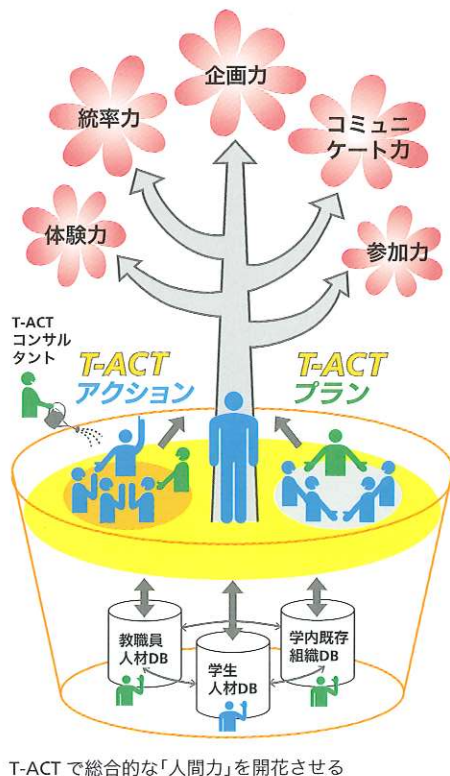 企画力
統率力
コミュニ
ケート力
体験力
参加力
T-ACT
コンサル
タント
T-ACT
アクション
T-ACT
プラン
教職員
人材DB
学生
人材DB
学内既存
組織DB
T-ACT で総合的な「人間力」を開花させる